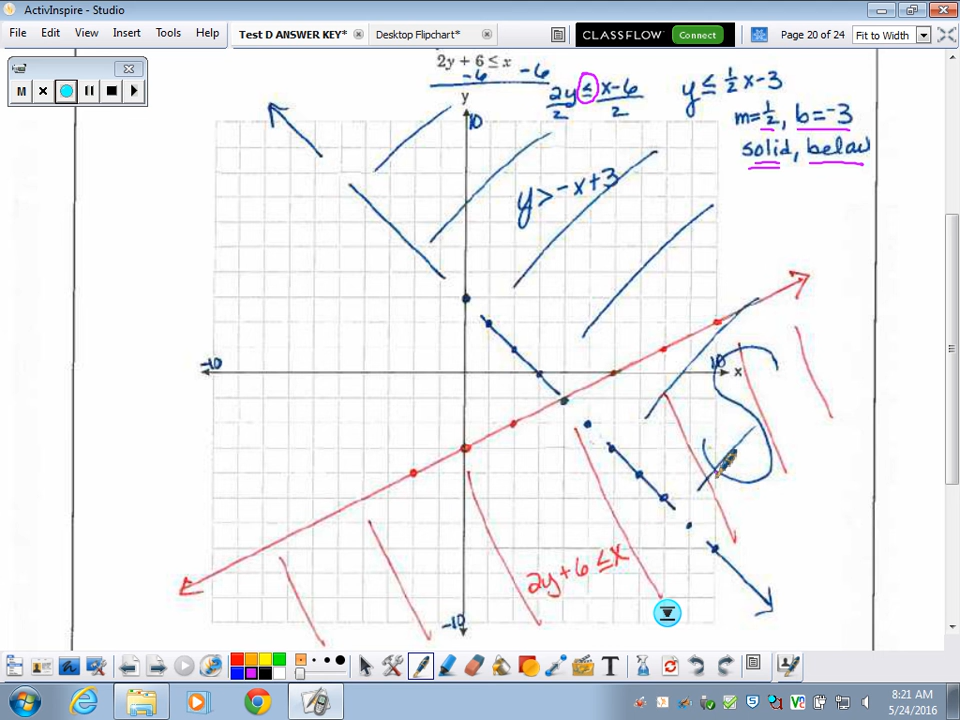 ActivInspire - Studio
File Edit View Insert Tools Help
Test D ANSWER KEY*
Desktop Flipchart*
CLASSFLOW
Connect
Page 20 of 24
Fit to Width
M
2y + 6 ≤ x
-6 -6
2y ≤ x-6
2 2
y ≤ 1/2 x - 3
m=1/2, b=-3
solid, below
y
10
y > -x+3
-10
10
x
2y+6 ≤ x
-10
T
8:21 AM
5/24/2016